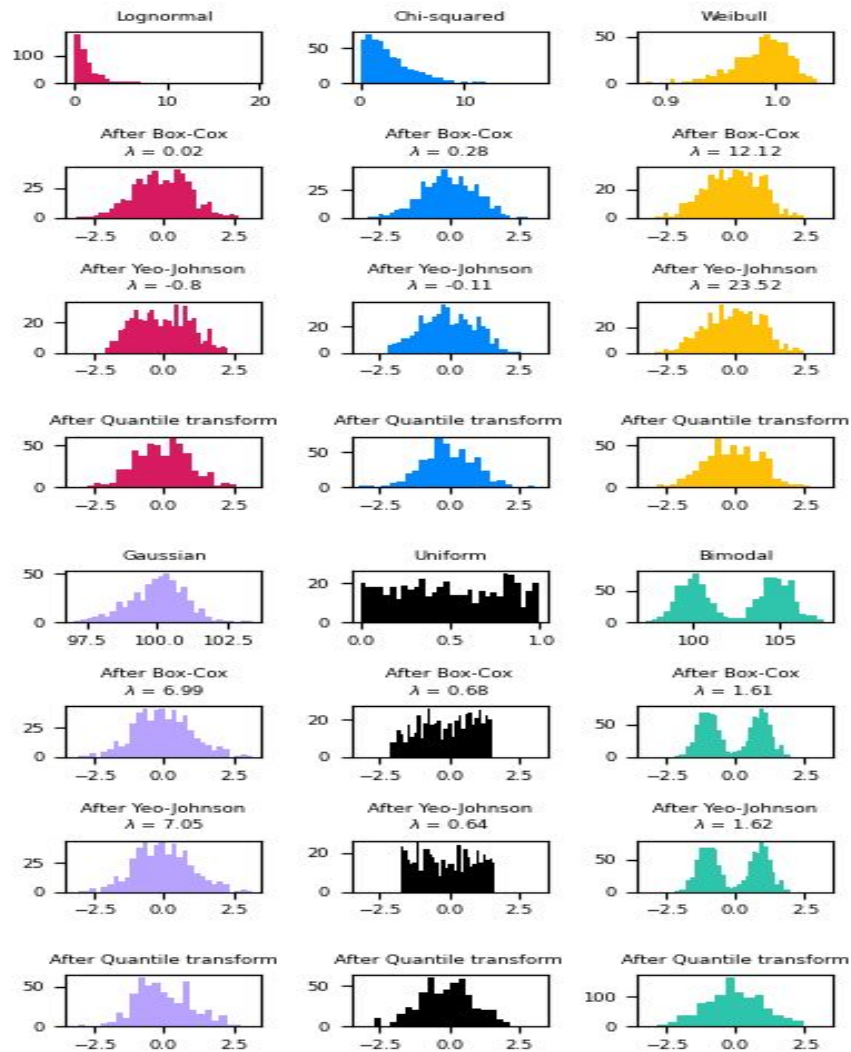 Lognormal Chi-squared Weibull
100
0
50
0
50
0
0 10 20 0 10 0.9 1.0
After Box-Cox After Box-Cox After Box-Cox
λ = 0.02 λ = 0.28 λ = 12.12
25
0
25
0
20
0
−2.5 0.0 2.5 −2.5 0.0 2.5 −2.5 0.0 2.5
After Yeo-Johnson After Yeo-Johnson After Yeo-Johnson
λ = -0.8 λ = -0.11 λ = 23.52
20
0
20
0
20
0
−2.5 0.0 2.5 −2.5 0.0 2.5 −2.5 0.0 2.5
After Quantile transform After Quantile transform After Quantile transform
50
0
50
0
50
0
−2.5 0.0 2.5 −2.5 0.0 2.5 −2.5 0.0 2.5
Gaussian Uniform Bimodal
50
0
20
0
50
0
97.5 100.0 102.5 0.0 0.5 1.0 100 105
After Box-Cox After Box-Cox After Box-Cox
λ = 6.99 λ = 0.68 λ = 1.61
25
0
20
0
50
0
−2.5 0.0 2.5 −2.5 0.0 2.5 −2.5 0.0 2.5
After Yeo-Johnson After Yeo-Johnson After Yeo-Johnson
λ = 7.05 λ = 0.64 λ = 1.62
25
0
20
0
50
0
−2.5 0.0 2.5 −2.5 0.0 2.5 −2.5 0.0 2.5
After Quantile transform After Quantile transform After Quantile transform
50
0
50
0
100
0
−2.5 0.0 2.5 −2.5 0.0 2.5 −2.5 0.0 2.5